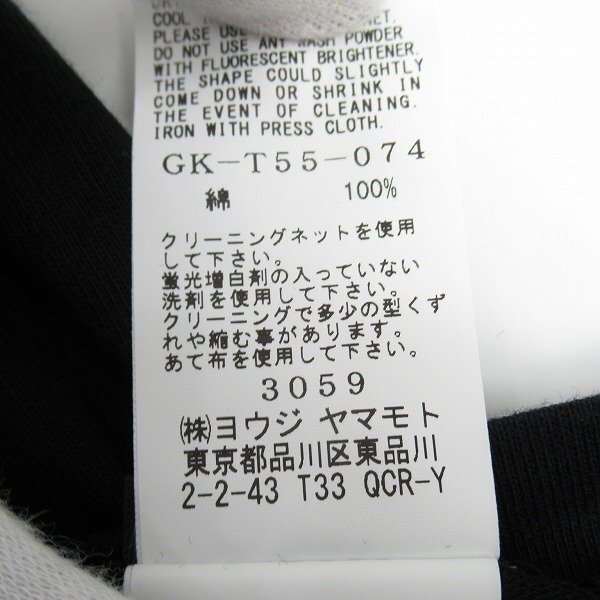 COOL
NET.
PLEASE USE
DO NOT USE ANY WASH POWDER
WITH FLUORESCENT BRIGHTENER.
THE SHAPE COULD SLIGHTLY
COME DOWN OR SHRINK IN
THE EVENT OF CLEANING.
IRON WITH PRESS CLOTH.
GK-T55-074
綿 100%
クリーニングネットを使用
して下さい。
蛍光増白剤の入っていない
洗剤を使用して下さい。
クリーニングで多少の型くず
れや縮む事があります。
あて布を使用して下さい。
3059
㈱ヨウジ ヤマモト
東京都品川区東品川
2-2-43 T33 QCR-Y